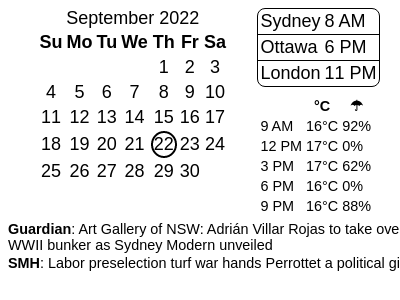 September 2022
Su Mo Tu We Th Fr Sa
1 2 3
4 5 6 7 8 9 10
11 12 13 14 15 16 17
18 19 20 21 22 23 24
25 26 27 28 29 30
Sydney 8 AM
Ottawa 6 PM
London 11 PM
°C ☂
9 AM 16°C 92%
12 PM 17°C 0%
3 PM 17°C 62%
6 PM 16°C 0%
9 PM 16°C 88%
Guardian: Art Gallery of NSW: Adrián Villar Rojas to take ove
WWII bunker as Sydney Modern unveiled
SMH: Labor preselection turf war hands Perrottet a political gi